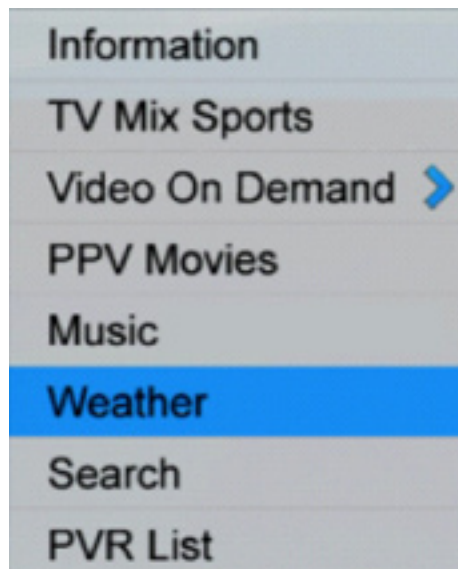 Information
TV Mix Sports
Video On Demand
PPV Movies
Music
Weather
Search
PVR List